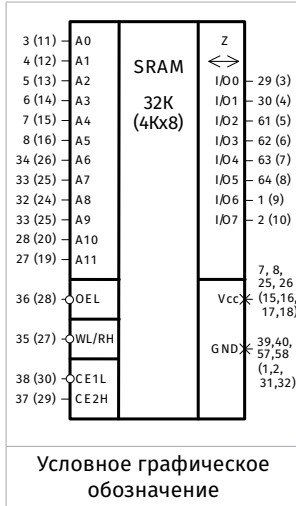 3 (11) A0
4 (12) A1
5 (13) A2
6 (14) A3
7 (15) A4
8 (16) A5
34 (26) A6
33 (25) A7
32 (24) A8
33 (25) A9
28 (20) A10
27 (19) A11
36 (28) OEL
35 (27) WL/RH
38 (30) CE1L
37 (29) CE2H
SRAM
32K
(4Kx8)
Z
I/O0 29 (3)
I/O1 30 (4)
I/O2 61 (5)
I/O3 62 (6)
I/O4 63 (7)
I/O5 64 (8)
I/O6 1 (9)
I/O7 2 (10)
7, 8,
25, 26
Vcc (15,16,
17,18)
39,40,
GND 57,58
(1,2,
31,32)
Условное графическое
обозначение